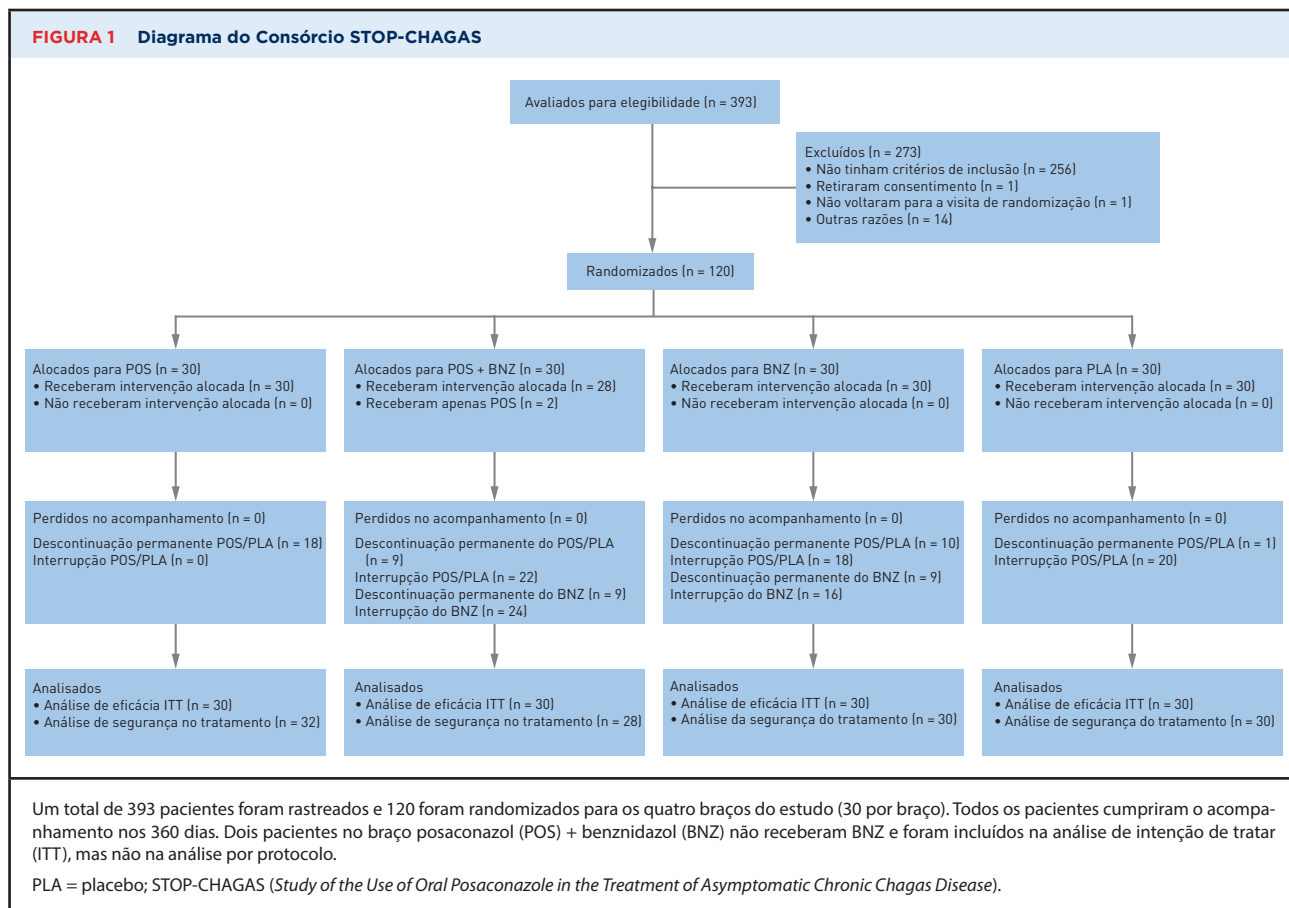 FIGURA 1 Diagrama do Consórcio STOP-CHAGAS
Avaliados para elegibilidade (n = 393)
Excluídos (n = 273)
• Não tinham critérios de inclusão (n = 256)
• Retiraram consentimento (n = 1)
• Não voltaram para a visita de randomização (n = 1)
• Outras razões (n = 14)
Randomizados (n = 120)
Alocados para POS (n = 30)
• Receberam intervenção alocada (n = 30)
• Não receberam intervenção alocada (n = 0)
Alocados para POS + BNZ (n = 30)
• Receberam intervenção alocada (n = 28)
• Receberam apenas POS (n = 2)
Alocados para BNZ (n = 30)
• Receberam intervenção alocada (n = 30)
• Não receberam intervenção alocada (n = 0)
Alocados para PLA (n = 30)
• Receberam intervenção alocada (n = 30)
• Não receberam intervenção alocada (n = 0)
Perdidos no acompanhamento (n = 0)
Descontinuação permanente POS/PLA (n = 18)
Interrupção POS/PLA (n = 0)
Perdidos no acompanhamento (n = 0)
Descontinuação permanente do POS/PLA
(n = 9)
Interrupção POS/PLA (n = 22)
Descontinuação permanente do BNZ (n = 9)
Interrupção do BNZ (n = 24)
Perdidos no acompanhamento (n = 0)
Descontinuação permanente POS/PLA (n = 10)
Interrupção POS/PLA (n = 18)
Descontinuação permanente do BNZ (n = 9)
Interrupção do BNZ (n = 16)
Perdidos no acompanhamento (n = 0)
Descontinuação permanente POS/PLA (n = 1)
Interrupção POS/PLA (n = 20)
Analisados
• Análise de eficácia ITT (n = 30)
• Análise de segurança no tratamento (n = 32)
Analisados
• Análise de eficácia ITT (n = 30)
• Análise de segurança no tratamento (n = 28)
Analisados
• Análise de eficácia ITT (n = 30)
• Análise da segurança do tratamento (n = 30)
Analisados
• Análise de eficácia ITT (n = 30)
• Análise de segurança do tratamento (n = 30)
Um total de 393 pacientes foram rastreados e 120 foram randomizados para os quatro braços do estudo (30 por braço). Todos os pacientes cumpriram o acompa-
nhamento nos 360 dias. Dois pacientes no braço posaconazol (POS) + benznidazol (BNZ) não receberam BNZ e foram incluídos na análise de intenção de tratar
(ITT), mas não na análise por protocolo.
PLA = placebo; STOP-CHAGAS (Study of the Use of Oral Posaconazole in the Treatment of Asymptomatic Chronic Chagas Disease).